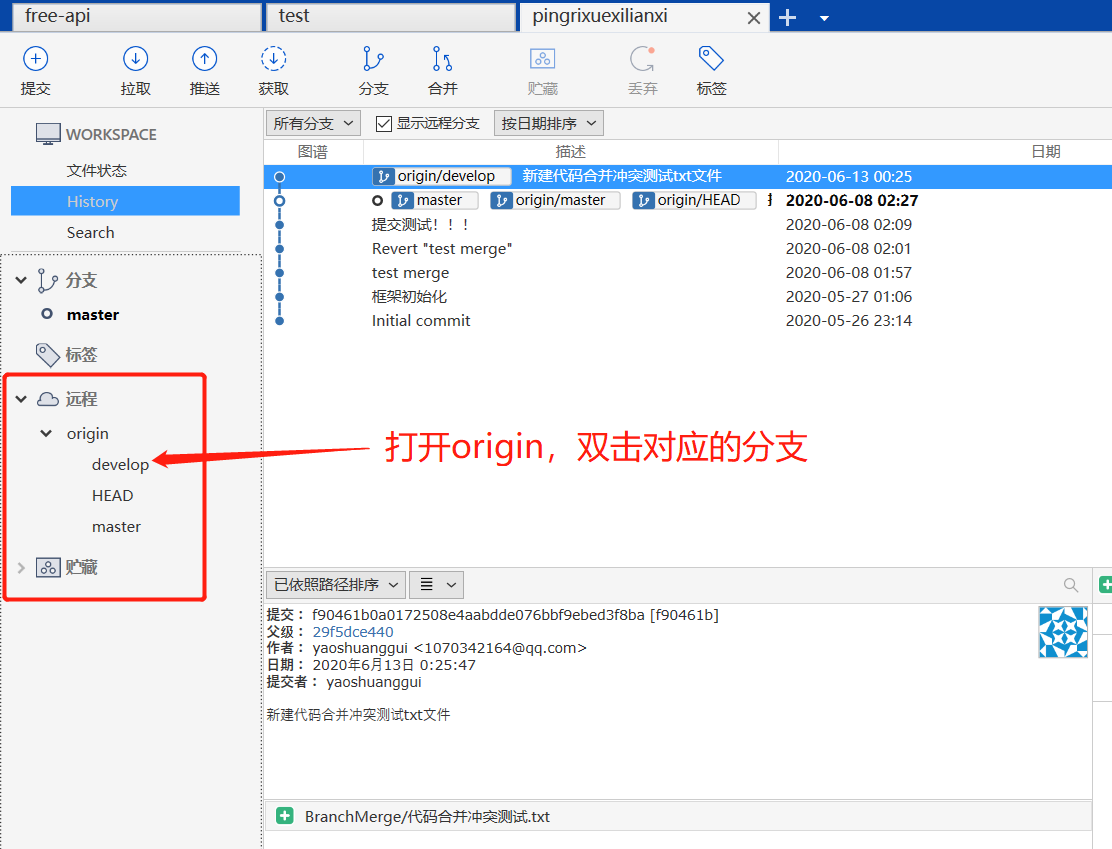 free-api test pingrixuexilianxi
提交 拉取 推送 获取 分支 合并 贮藏 丢弃 标签
WORKSPACE
文件状态
History
Search
分支
master
标签
远程
origin
develop
HEAD
master
贮藏
所有分支 显示远程分支 按日期排序
图谱 描述 日期
origin/develop 新建代码合并冲突测试txt文件 2020-06-13 00:25
master origin/master origin/HEAD 2020-06-08 02:27
提交测试！！！ 2020-06-08 02:09
Revert "test merge" 2020-06-08 02:01
test merge 2020-06-08 01:57
框架初始化 2020-05-27 01:06
Initial commit 2020-05-26 23:14
打开origin，双击对应的分支
已依照路径排序
提交： f90461b0a0172508e4aabdde076bbf9ebed3f8ba [f90461b]
父级： 29f5dce440
作者： yaoshuanggui <1070342164@qq.com>
日期： 2020年6月13日 0:25:47
提交者： yaoshuanggui
新建代码合并冲突测试txt文件
BranchMerge/代码合并冲突测试.txt